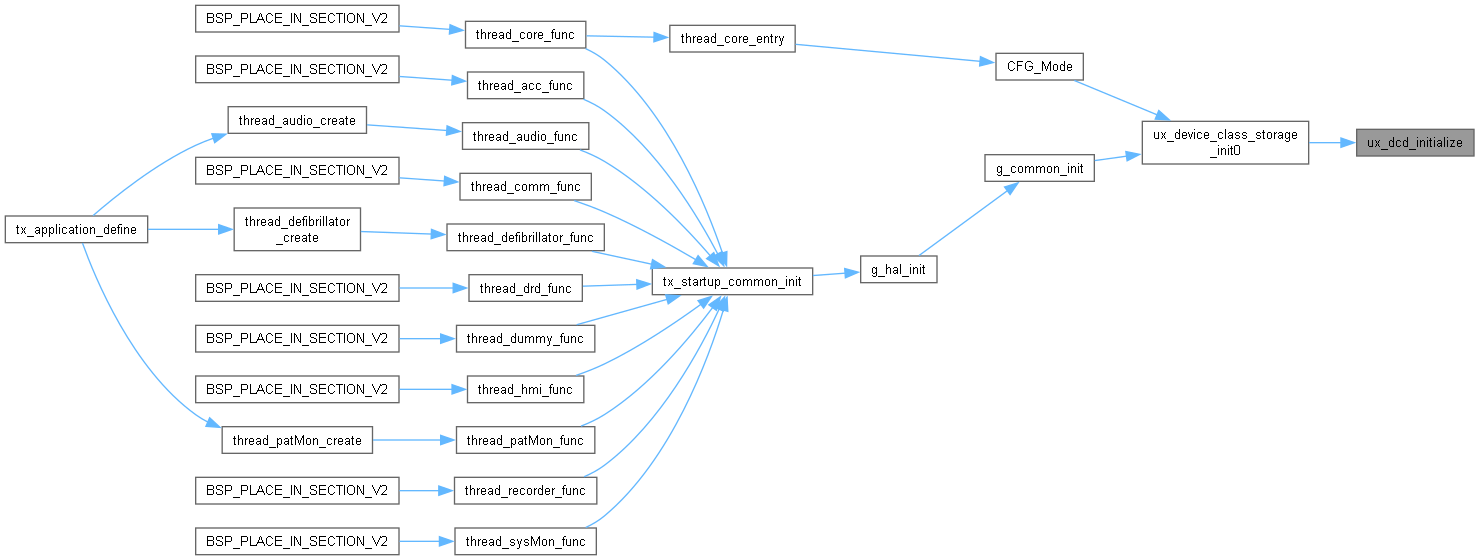 BSP_PLACE_IN_SECTION_V2
thread_core_func
thread_core_entry
CFG_Mode
BSP_PLACE_IN_SECTION_V2
thread_acc_func
thread_audio_create
thread_audio_func
ux_device_class_storage
_init0
ux_dcd_initialize
BSP_PLACE_IN_SECTION_V2
thread_comm_func
g_common_init
tx_application_define
thread_defibrillator
_create
thread_defibrillator_func
g_hal_init
tx_startup_common_init
BSP_PLACE_IN_SECTION_V2
thread_drd_func
BSP_PLACE_IN_SECTION_V2
thread_dummy_func
BSP_PLACE_IN_SECTION_V2
thread_hmi_func
thread_patMon_create
thread_patMon_func
BSP_PLACE_IN_SECTION_V2
thread_recorder_func
BSP_PLACE_IN_SECTION_V2
thread_sysMon_func